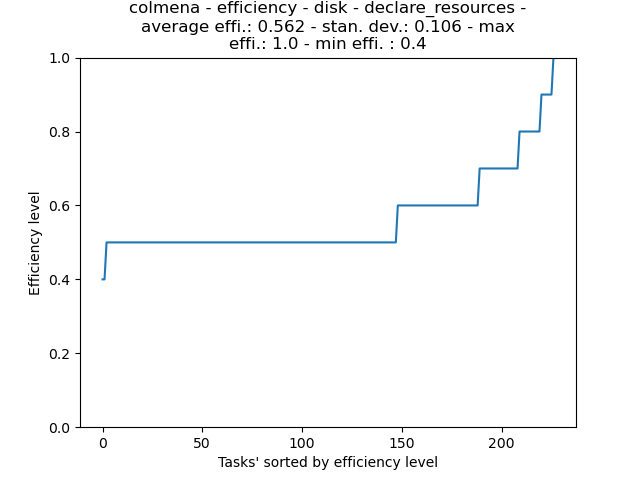 colmena - efficiency - disk - declare_resources -
average effi.: 0.562 - stan. dev.: 0.106 - max
effi.: 1.0 - min effi. : 0.4
1.0
0.8
0.6
0.4
0.2
0.0
Efficiency level
0 50 100 150 200
Tasks' sorted by efficiency level